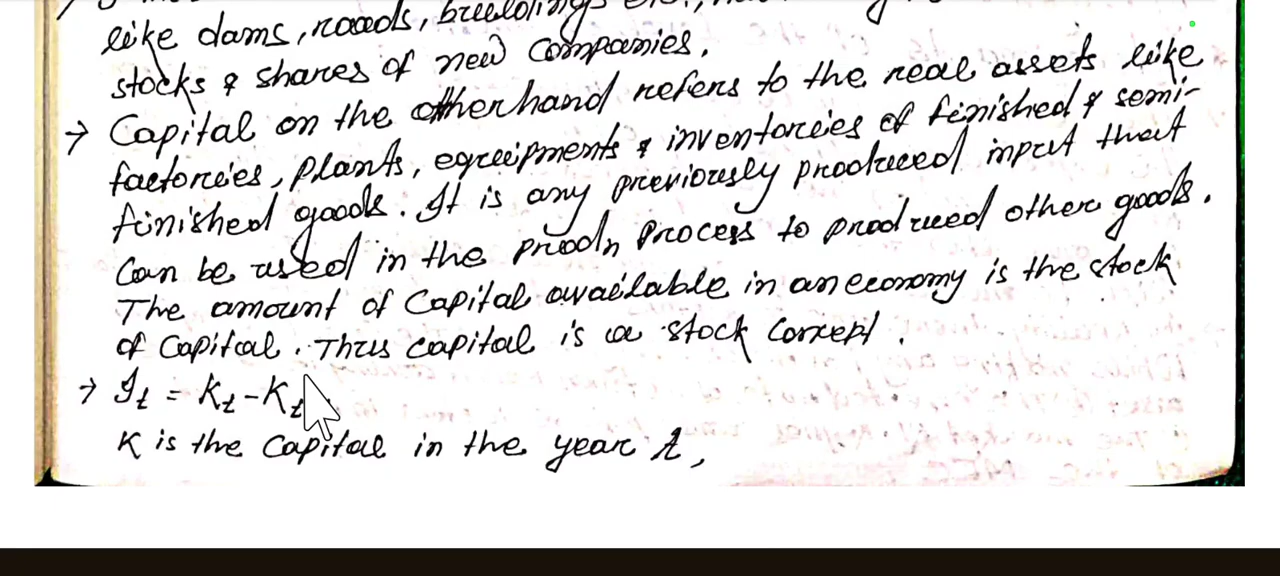 like dams, roads, buildings etc.,
stocks & shares of new companies.
→ Capital on the otherhand refers to the real assets like
factories, plants, equipments & inventories of finished & semi-
finished goods. It is any previously produced input that
can be used in the prodn process to produced other goods.
The amount of capital available in an economy is the stock
of capital. Thus capital is a stock concept.
→ It = Kt - Kt
K is the capital in the year t,